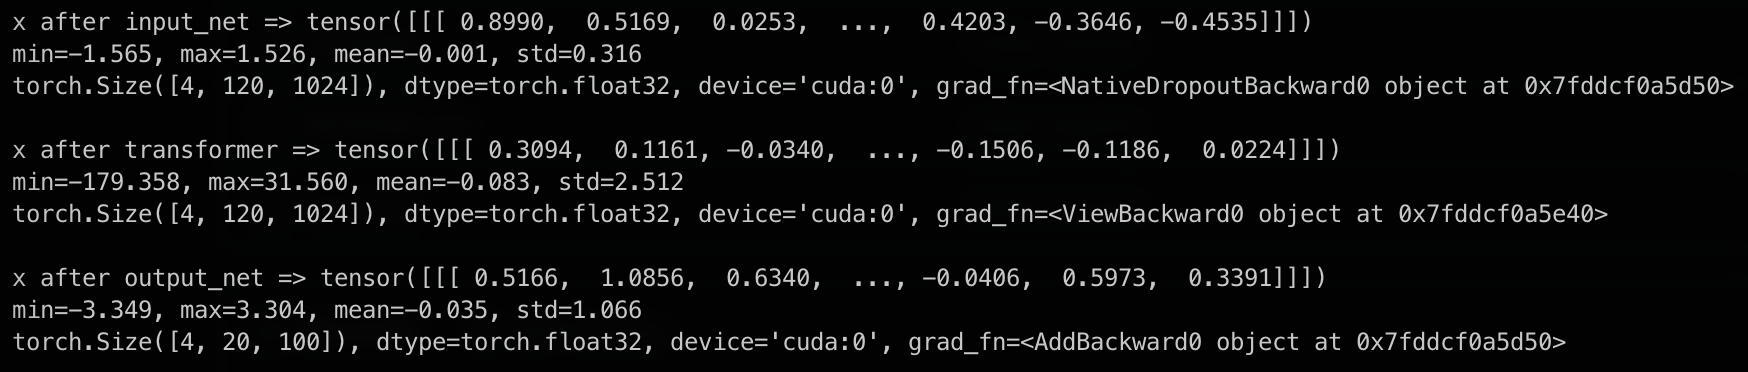 x after input_net => tensor([[[ 0.8990,  0.5169,  0.0253,  ...,  0.4203, −0.3646, −0.4535]]])
min=−1.565, max=1.526, mean=−0.001, std=0.316
torch.Size([4, 120, 1024]), dtype=torch.float32, device='cuda:0', grad_fn=<NativeDropoutBackward0 object at 0x7fddcf0a5d50>
x after transformer => tensor([[[ 0.3094,  0.1161, −0.0340,  ..., −0.1506, −0.1186,  0.0224]]])
min=−179.358, max=31.560, mean=−0.083, std=2.512
torch.Size([4, 120, 1024]), dtype=torch.float32, device='cuda:0', grad_fn=<ViewBackward0 object at 0x7fddcf0a5e40>
x after output_net => tensor([[[ 0.5166,  1.0856,  0.6340,  ..., −0.0406,  0.5973,  0.3391]]])
min=−3.349, max=3.304, mean=−0.035, std=1.066
torch.Size([4, 20, 100]), dtype=torch.float32, device='cuda:0', grad_fn=<AddBackward0 object at 0x7fddcf0a5d50>